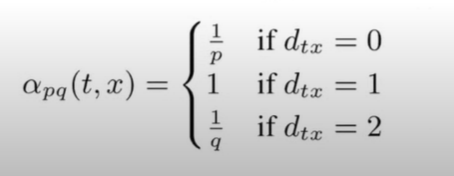 1/p if d_tx = 0
α_pq(t, x) = { 1 if d_tx = 1
1/q if d_tx = 2